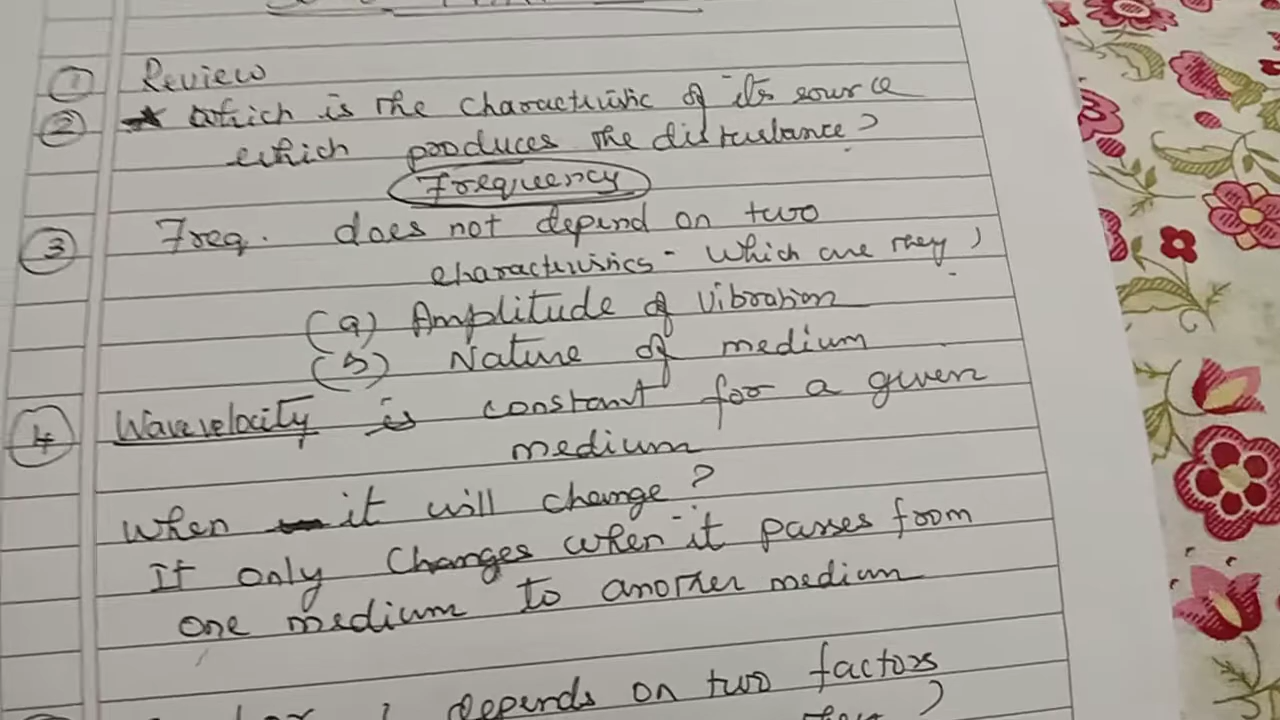 ① Review
② Which is the characteristic of its source
which produces the disturbance?
Frequency
③ Freq. does not depend on two
characteristics - Which are they?
(a) Amplitude of Vibration
(b) Nature of medium
④ Wave velocity is constant for a given
medium
When it will change?
It only Changes when it passes from
one medium to another medium
depends on two factors